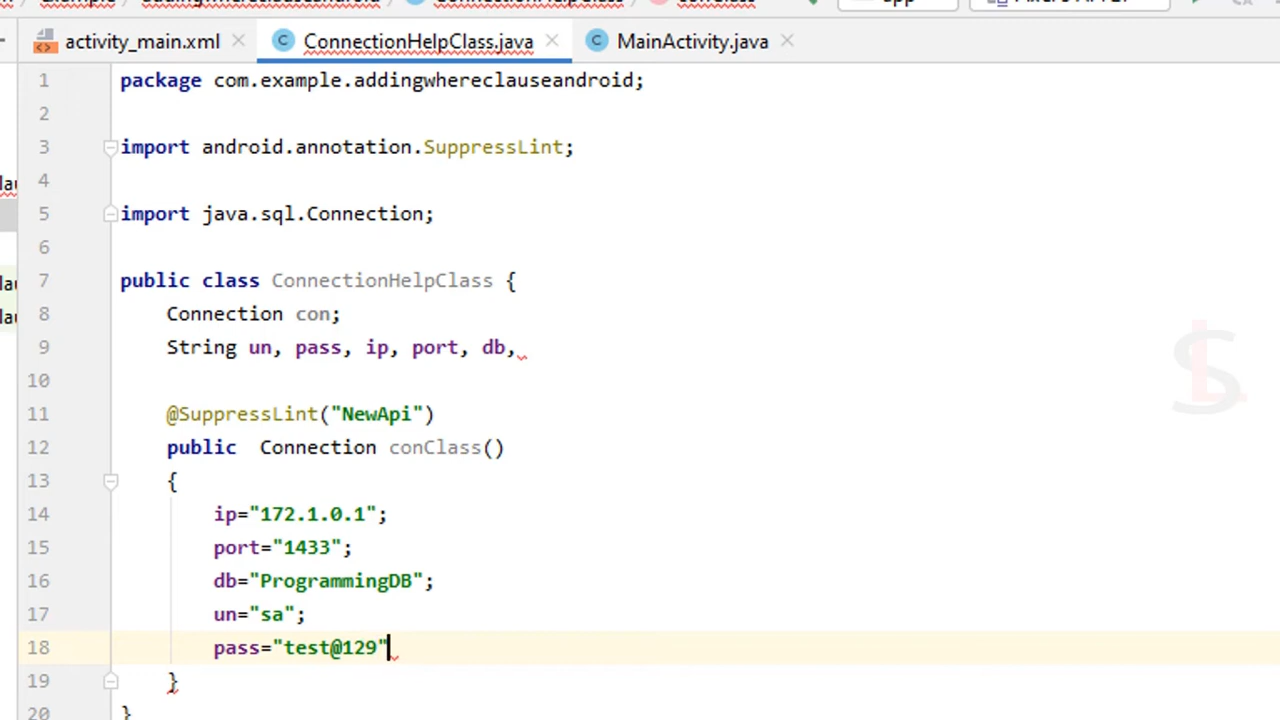 activity_main.xml ConnectionHelpClass.java MainActivity.java
1 package com.example.addingwhereclauseandroid;
2
3 import android.annotation.SuppressLint;
4
5 import java.sql.Connection;
6
7 public class ConnectionHelpClass {
8 Connection con;
9 String un, pass, ip, port, db,
10
11 @SuppressLint("NewApi")
12 public  Connection conClass()
13 {
14 ip="172.1.0.1";
15 port="1433";
16 db="ProgrammingDB";
17 un="sa";
18 pass="test@129"
19 }
20 }